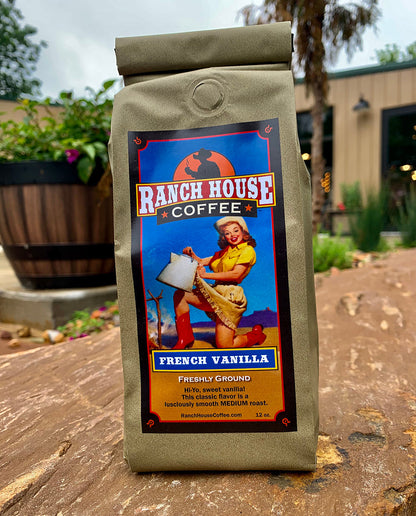 RANCH HOUSE
COFFEE
FRENCH VANILLA
FRESHLY GROUND
Hi-Yo, sweet vanilla!
This classic flavor is a
lusciously smooth MEDIUM roast.
RanchHouseCoffee.com 12 oz.